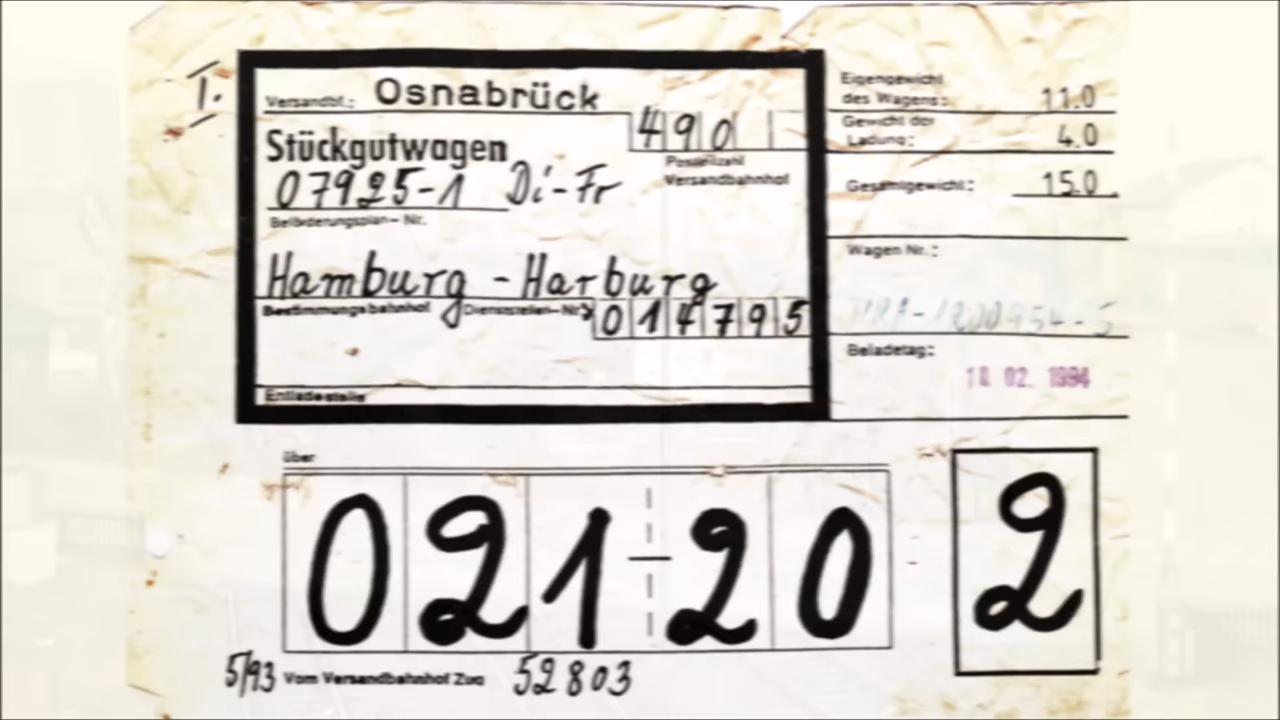 I.
Versandbf.: Osnabrück
490
Postleitzahl
Versandbahnhof
Stückgutwagen
07925-1 Di-Fr
Beförderungsplan-Nr.
Hamburg - Harburg
Bestimmungsbahnhof Dienststellen-Nr.
014795
Entladestelle
Eigengewicht
des Wagens: 11.0
Gewicht der
Ladung: 4.0
Gesamtgewicht: 15.0
Wagen Nr.:
Beladetag:
02. 1994
über
021-20 2
5/93 Vom Versandbahnhof Zug 52803